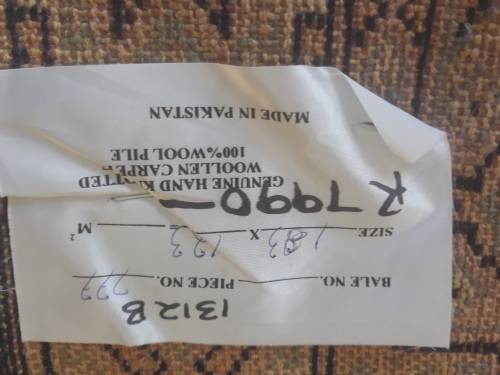 1312B
BALE NO. PIECE NO. 777
SIZE 183 X 123 M²
R 7990—
GENUINE HAND KNOTTED
WOOLLEN CARPET
100% WOOL PILE
MADE IN PAKISTAN